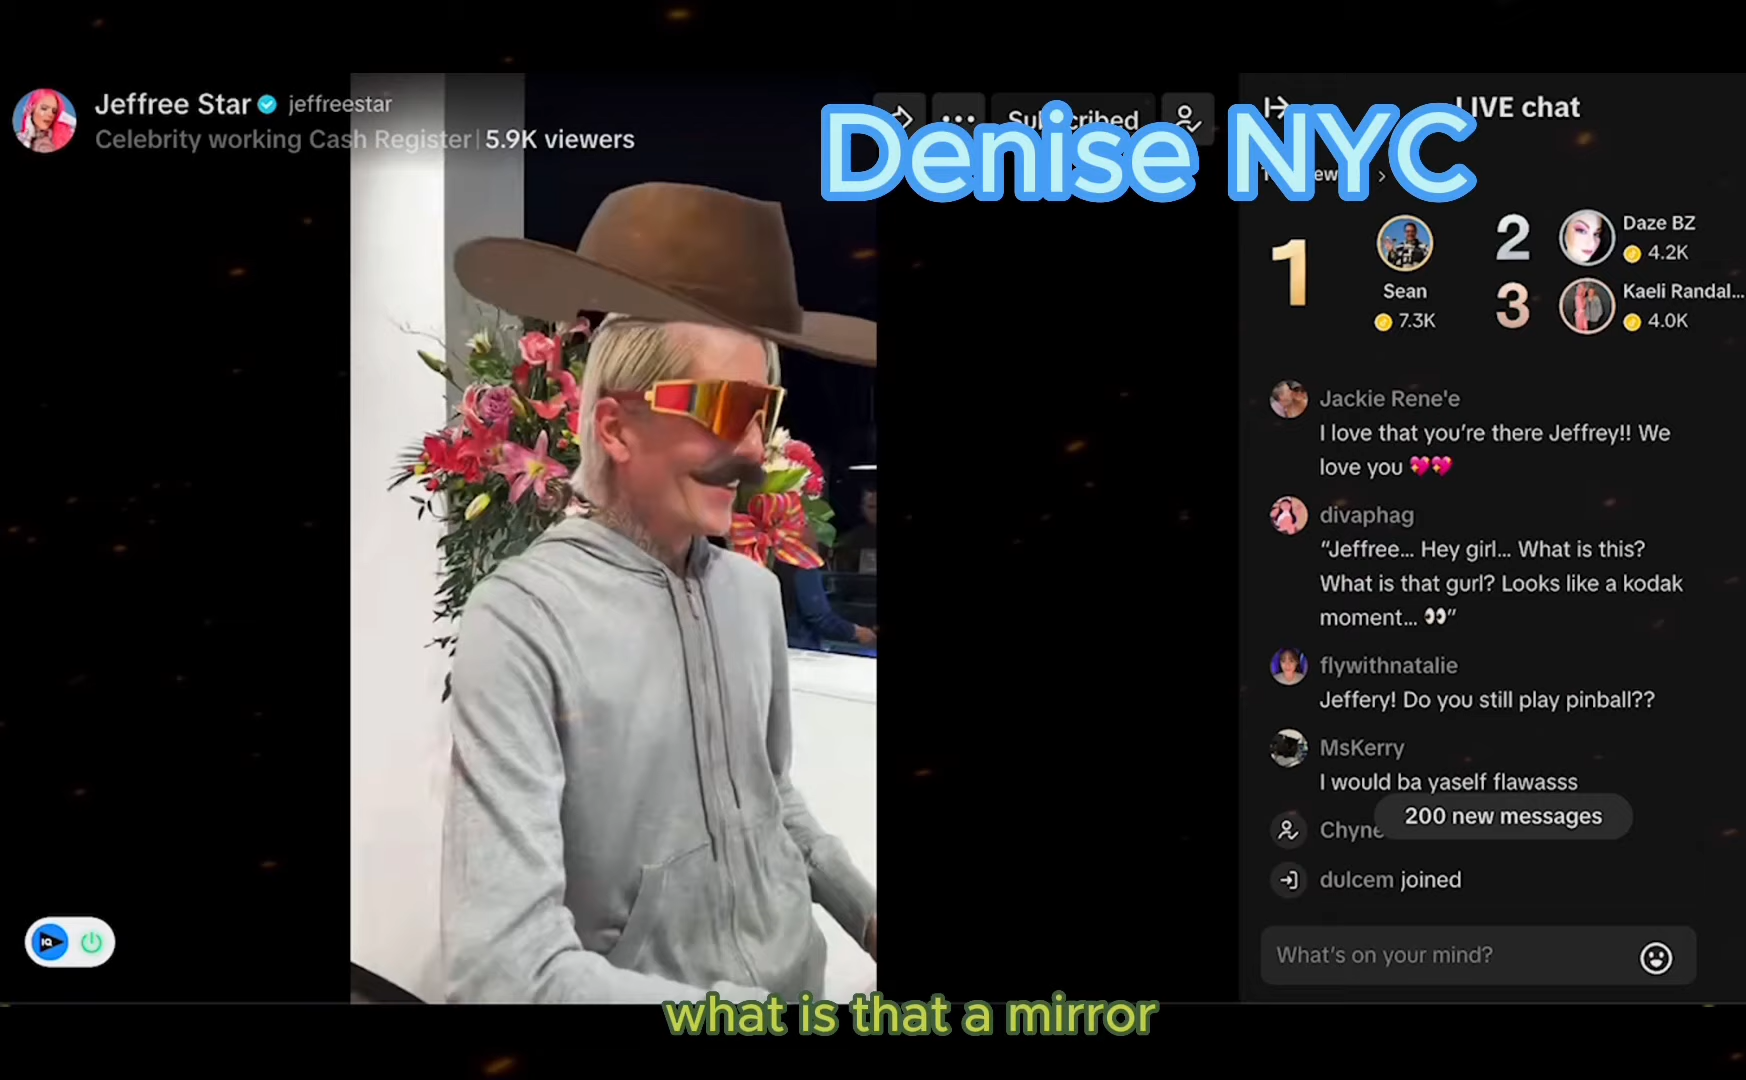 Jeffree Star jeffreestar
Celebrity working Cash Register | 5.9K viewers
Subscribed
Denise NYC
LIVE chat
1
Sean
7.3K
2
Daze BZ
4.2K
3
Kaeli Randal...
4.0K
Jackie Rene'e
I love that you're there Jeffrey!! We
love you 💖💖
divaphag
“Jeffree... Hey girl... What is this?
What is that gurl? Looks like a kodak
moment... 👀”
flywithnatalie
Jeffery! Do you still play pinball??
MsKerry
I would ba yaself flawasss
200 new messages
Chyne
dulcem joined
IQ
What's on your mind?
what is that a mirror